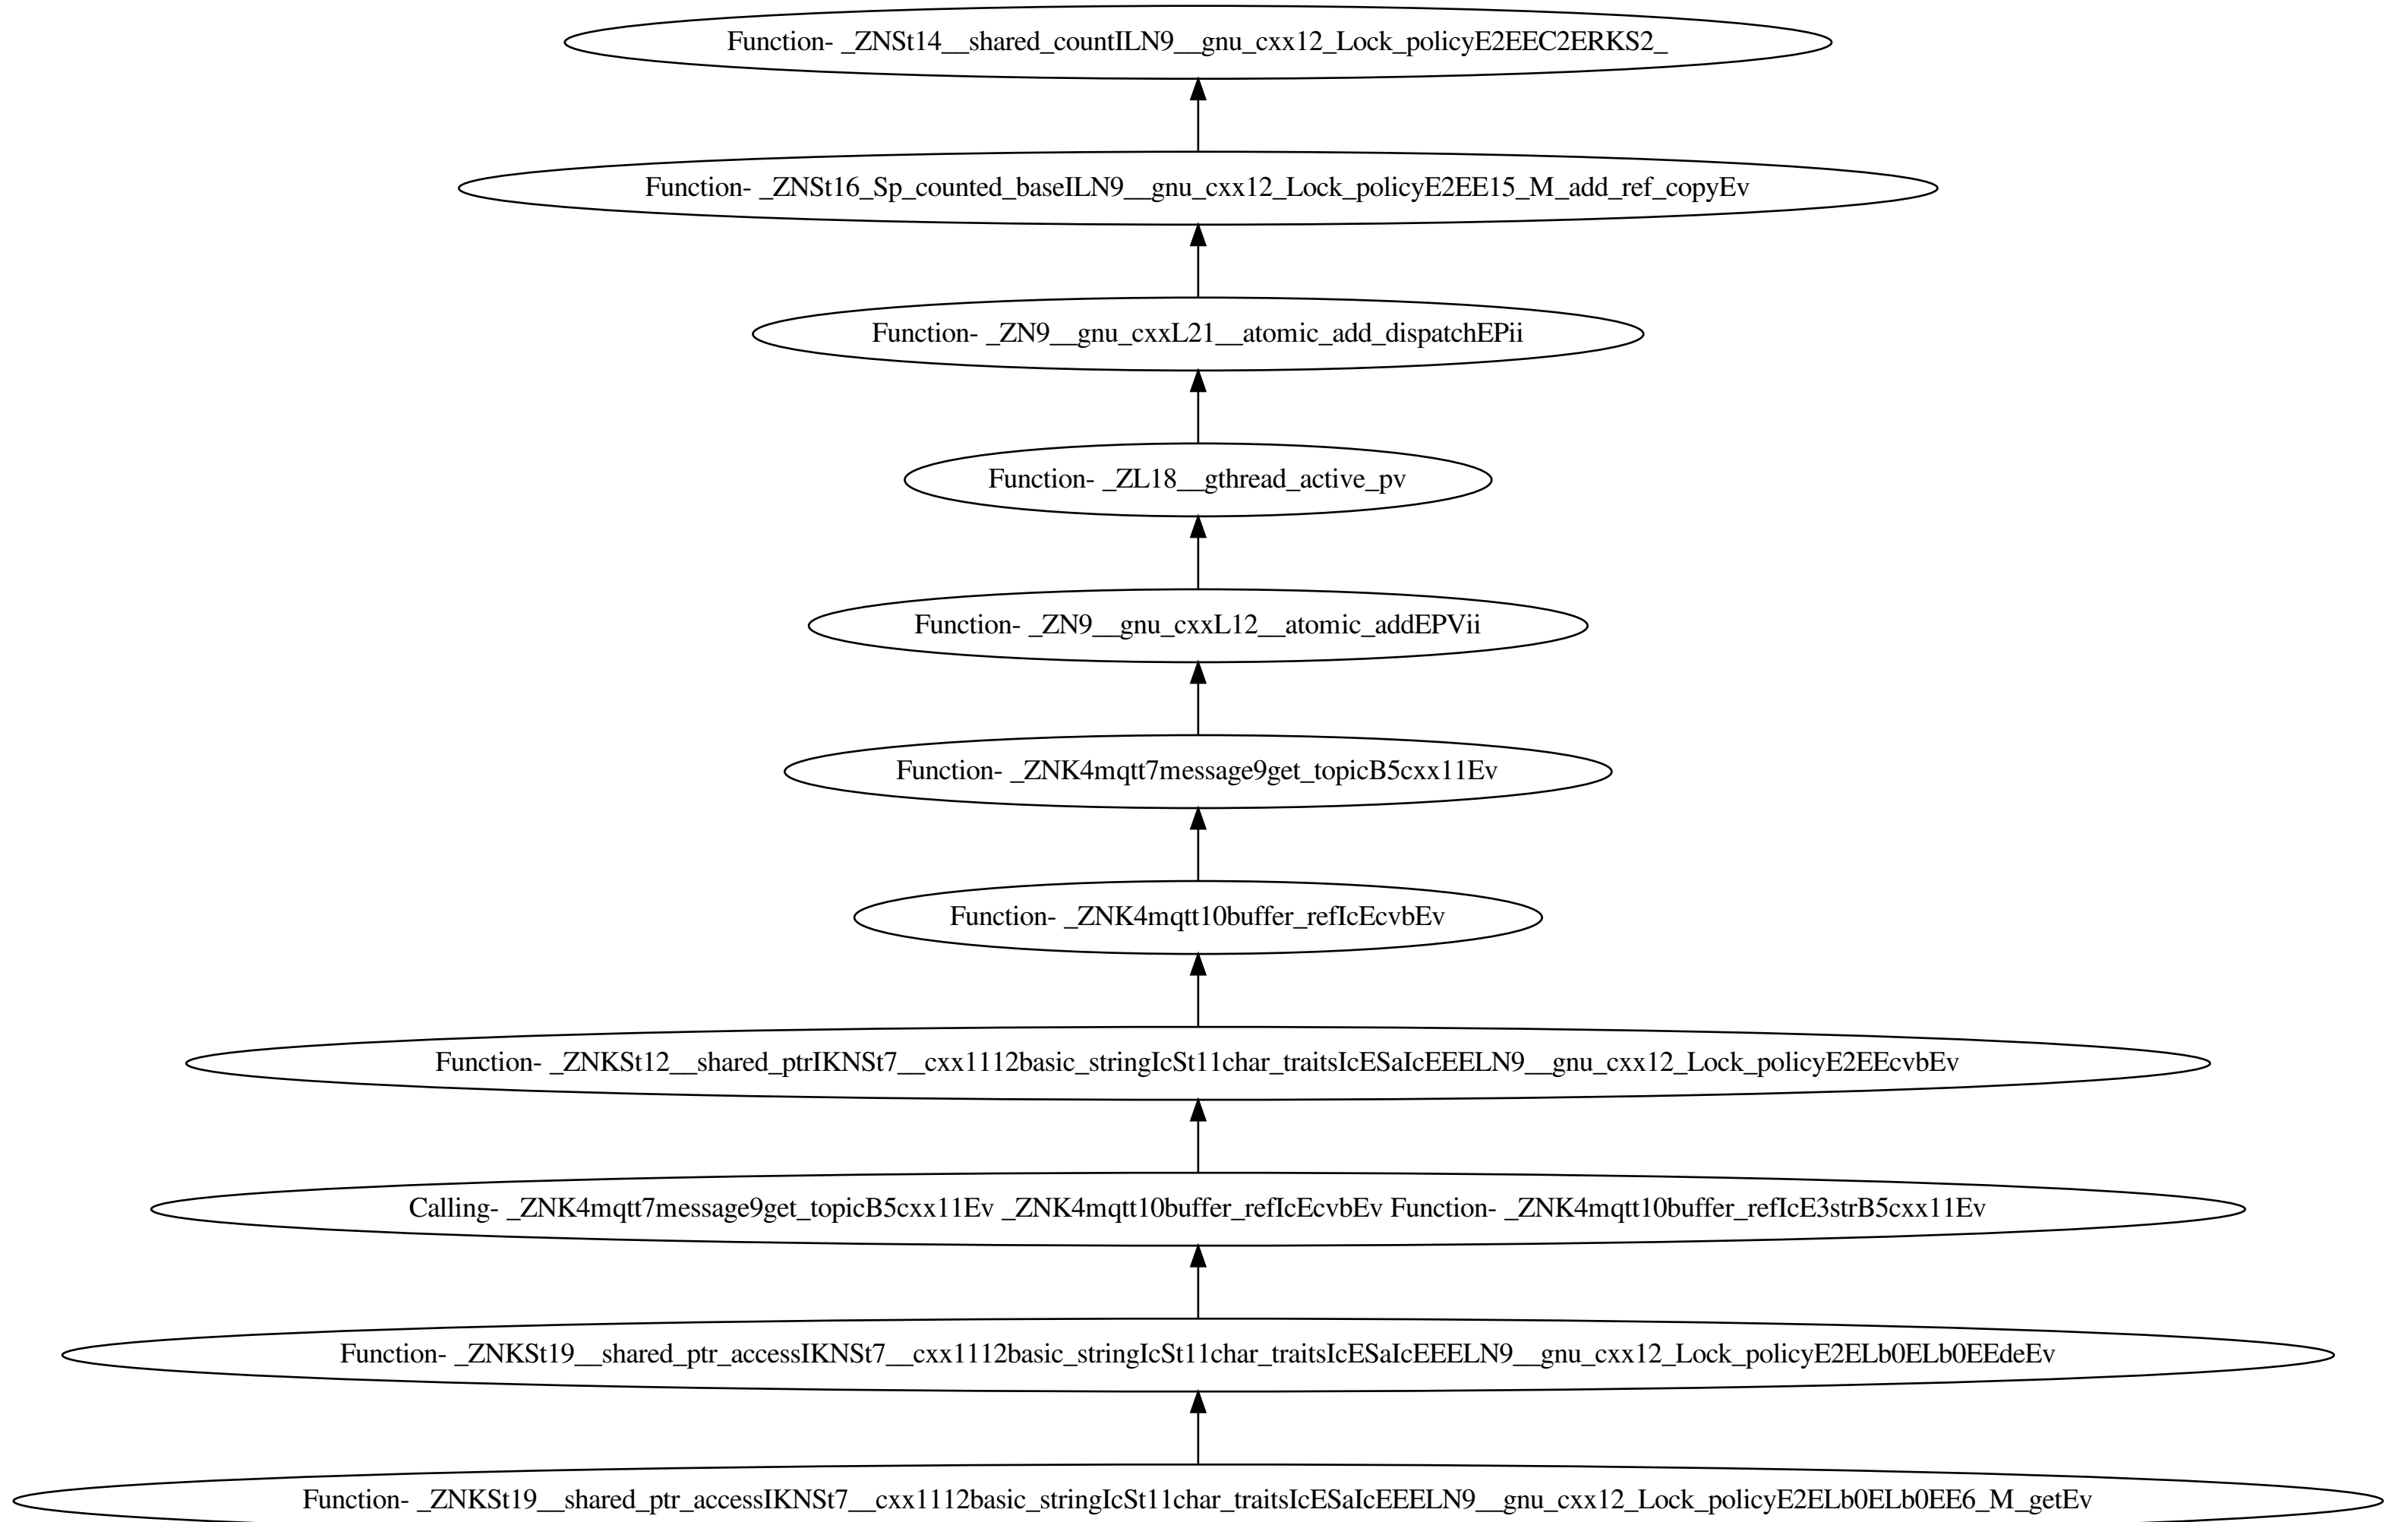 Function- _ZNSt14__shared_countILN9__gnu_cxx12_Lock_policyE2EEC2ERKS2_
Function- _ZNSt16_Sp_counted_baseILN9__gnu_cxx12_Lock_policyE2EE15_M_add_ref_copyEv
Function- _ZN9__gnu_cxxL21__atomic_add_dispatchEPii
Function- _ZL18__gthread_active_pv
Function- _ZN9__gnu_cxxL12__atomic_addEPVii
Function- _ZNK4mqtt7message9get_topicB5cxx11Ev
Function- _ZNK4mqtt10buffer_refIcEcvbEv
Function- _ZNKSt12__shared_ptrIKNSt7__cxx1112basic_stringIcSt11char_traitsIcESaIcEEELN9__gnu_cxx12_Lock_policyE2EEcvbEv
Calling- _ZNK4mqtt7message9get_topicB5cxx11Ev _ZNK4mqtt10buffer_refIcEcvbEv Function- _ZNK4mqtt10buffer_refIcE3strB5cxx11Ev
Function- _ZNKSt19__shared_ptr_accessIKNSt7__cxx1112basic_stringIcSt11char_traitsIcESaIcEEELN9__gnu_cxx12_Lock_policyE2ELb0ELb0EEdeEv
Function- _ZNKSt19__shared_ptr_accessIKNSt7__cxx1112basic_stringIcSt11char_traitsIcESaIcEEELN9__gnu_cxx12_Lock_policyE2ELb0ELb0EE6_M_getEv